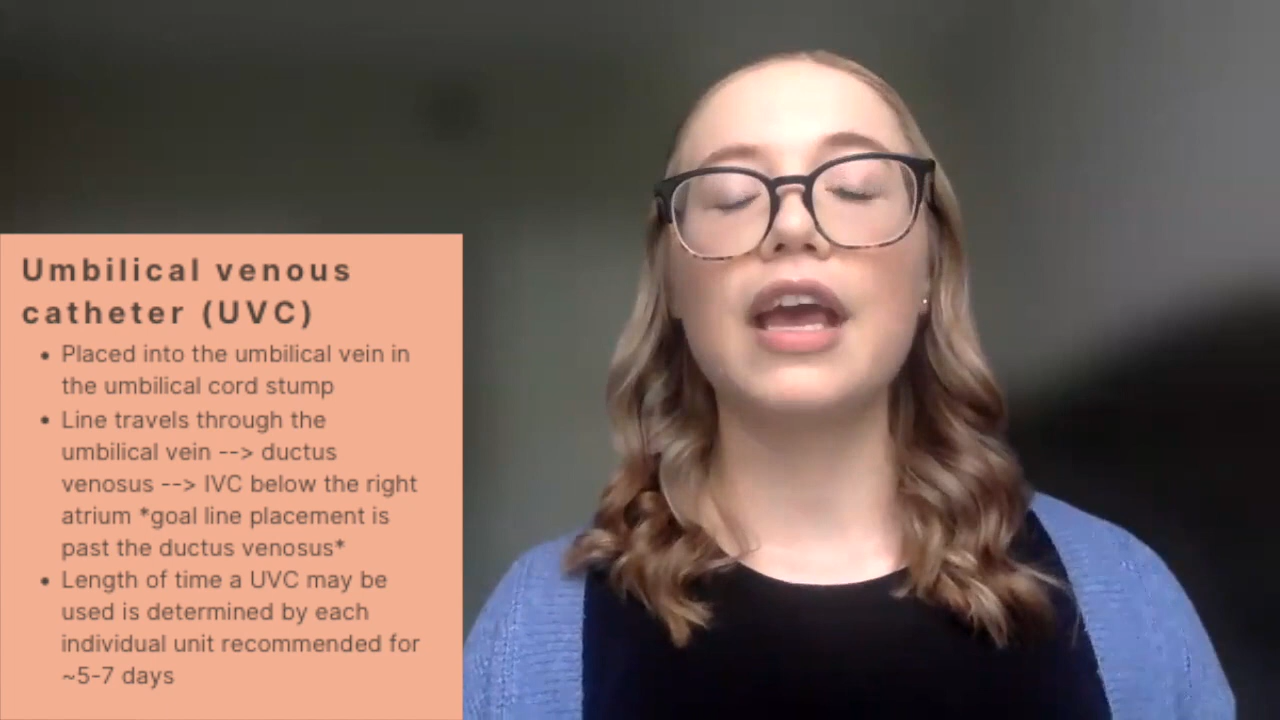 Umbilical venous
catheter (UVC)
• Placed into the umbilical vein in
the umbilical cord stump
• Line travels through the
umbilical vein --> ductus
venosus --> IVC below the right
atrium *goal line placement is
past the ductus venosus*
• Length of time a UVC may be
used is determined by each
individual unit recommended for
~5-7 days